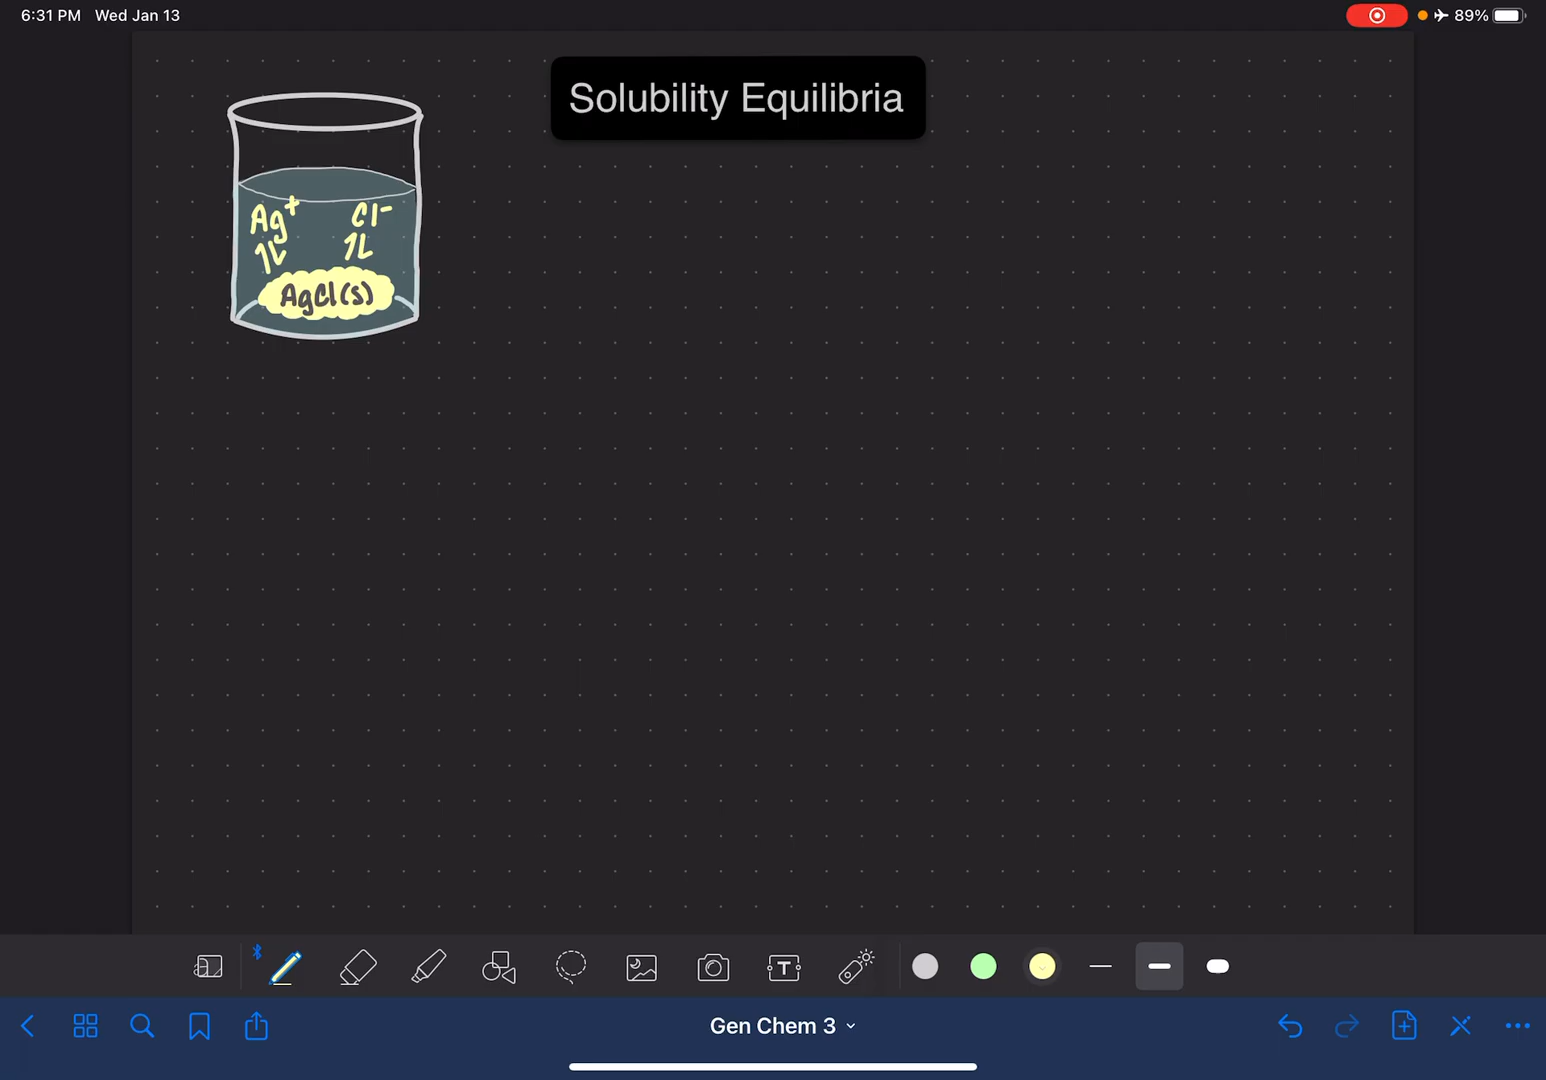 6:31 PM Wed Jan 13
89%
Solubility Equilibria
Ag⁺ Cl⁻
⥮ ⥮
AgCl(s)
T
Gen Chem 3